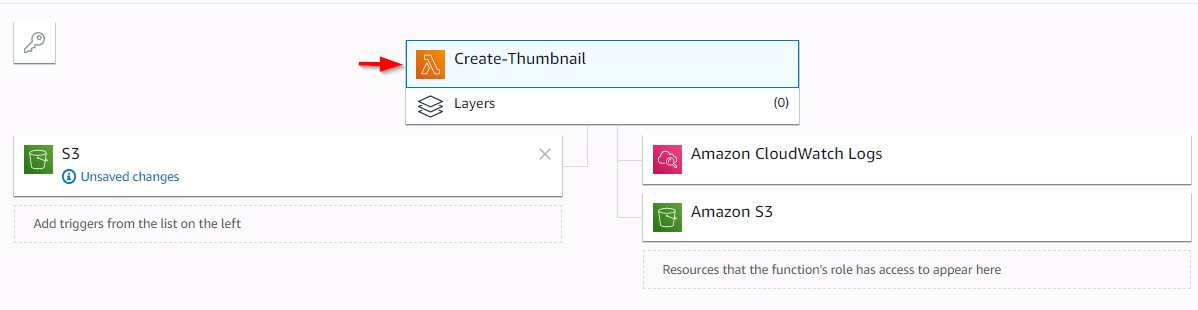 Create-Thumbnail
Layers
(0)
S3
Unsaved changes
Add triggers from the list on the left
Amazon CloudWatch Logs
Amazon S3
Resources that the function's role has access to appear here